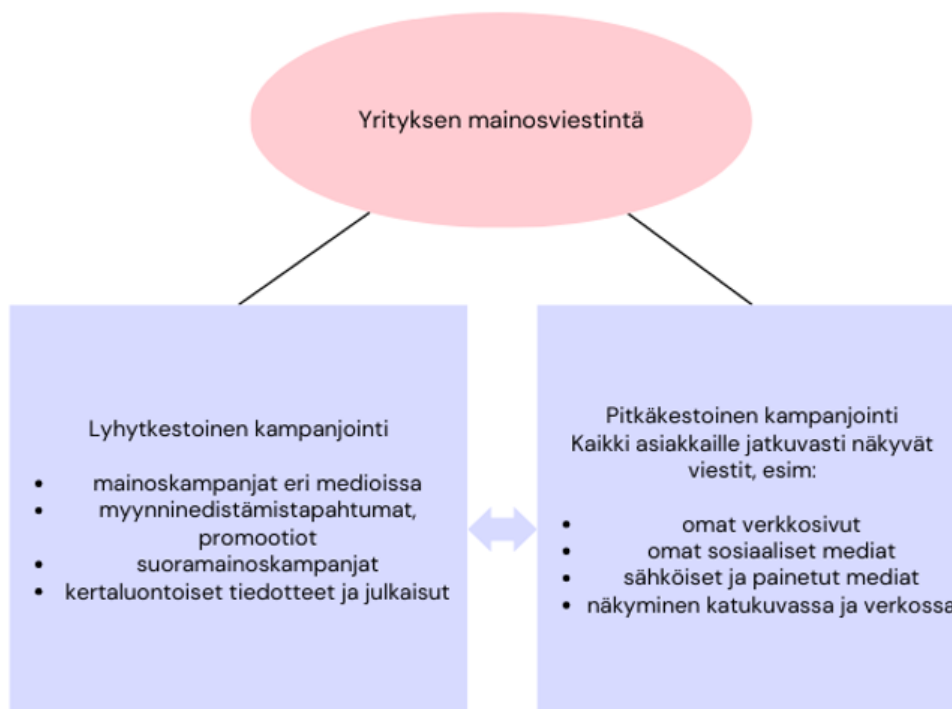 Yrityksen mainosviestintä
Lyhytkestoinen kampanjointi
• mainoskampanjat eri medioissa
• myynninedistämistapahtumat,
promootiot
• suoramainoskampanjat
• kertaluontoiset tiedotteet ja julkaisut
Pitkäkestoinen kampanjointi
Kaikki asiakkaille jatkuvasti näkyvät
viestit, esim:
• omat verkkosivut
• omat sosiaaliset mediat
• sähköiset ja painetut mediat
• näkyminen katukuvassa ja verkossa